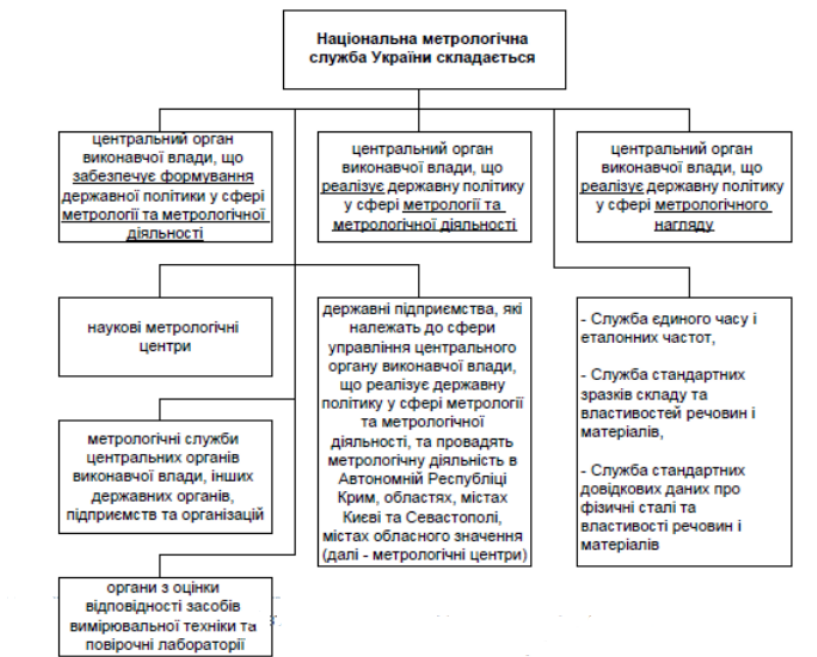 Національна метрологічна
служба України складається
центральний орган
виконавчої влади, що
забезпечує формування
державної політики у сфері
метрології та метрологічної
діяльності
центральний орган
виконавчої влади, що
реалізує державну політику
у сфері метрології та
метрологічної діяльності
центральний орган
виконавчої влади, що
реалізує державну політику
у сфері метрологічного
нагляду
наукові метрологічні
центри
державні підприємства, які
належать до сфери
управління центрального
органу виконавчої влади,
що реалізує державну
політику у сфері метрології
та метрологічної
діяльності, та провадять
метрологічну діяльність в
Автономній Республіці
Крим, областях, містах
Києві та Севастополі,
містах обласного значення
(далі - метрологічні центри)
- Служба єдиного часу і
еталонних частот,
- Служба стандартних
зразків складу та
властивостей речовин і
матеріалів,
- Служба стандартних
довідкових даних про
фізичні сталі та
властивості речовин і
матеріалів
метрологічні служби
центральних органів
виконавчої влади, інших
державних органів,
підприємств та організацій
органи з оцінки
відповідності засобів
вимірювальної техніки та
повірочні лабораторії